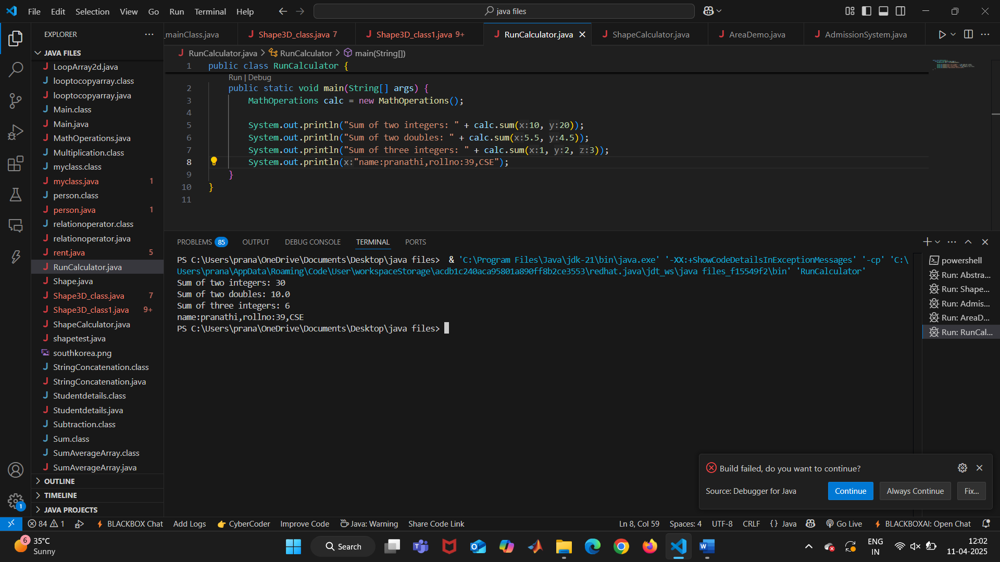 File Edit Selection View Go Run Terminal Help
java files
EXPLORER
_mainClass.java
Shape3D_class.java 7
Shape3D_class1.java 9+
RunCalculator.java
ShapeCalculator.java
AreaDemo.java
AdmissionSystem.java
JAVA FILES
LoopArray2d.java
looptocopyarray.class
looptocopyarray.java
Main.class
Main.java
MathOperations.java
Multiplication.class
myclass.class
myclass.java 1
person.class
person.java 1
relationoperator.class
relationoperator.java
rent.java 5
RunCalculator.java
Shape.java
Shape3D_class.java 7
Shape3D_class1.java 9+
ShapeCalculator.java
shapetest.java
southkorea.png
StringConcatenation.class
StringConcatenation.java
Studentdetails.class
Studentdetails.java
Subtraction.class
Sum.class
SumAverageArray.class
SumAverageArray.java
OUTLINE
TIMELINE
JAVA PROJECTS
RunCalculator.java > RunCalculator > main(String[])
1 public class RunCalculator {
Run | Debug
2 public static void main(String[] args) {
3 MathOperations calc = new MathOperations();
4
5 System.out.println("Sum of two integers: " + calc.sum(x:10, y:20));
6 System.out.println("Sum of two doubles: " + calc.sum(x:5.5, y:4.5));
7 System.out.println("Sum of three integers: " + calc.sum(x:1, y:2, z:3));
8 System.out.println(x:"name:pranathi,rollno:39,CSE");
9 }
10 }
11
PROBLEMS 85 OUTPUT DEBUG CONSOLE TERMINAL PORTS
PS C:\Users\prana\OneDrive\Documents\Desktop\java files>  & 'C:\Program Files\Java\jdk-21\bin\java.exe' '-XX:+ShowCodeDetailsInExceptionMessages' '-cp' 'C:\
Users\prana\AppData\Roaming\Code\User\workspaceStorage\acdb1c240aca95801a890ff8b2ce3553\redhat.java\jdt_ws\java files_f15549f2\bin' 'RunCalculator'
Sum of two integers: 30
Sum of two doubles: 10.0
Sum of three integers: 6
name:pranathi,rollno:39,CSE
PS C:\Users\prana\OneDrive\Documents\Desktop\java files>
powershell
Run: Abstra...
Run: Shape...
Run: Admis...
Run: AreaD...
Run: RunCal...
Build failed, do you want to continue?
Source: Debugger for Java
Continue
Always Continue
Fix...
1
84 1 BLACKBOX Chat Add Logs CyberCoder Improve Code Java: Warning Share Code Link
Ln 8, Col 59 Spaces: 4 UTF-8 CRLF {} Java Go Live BLACKBOXAI: Open Chat
6
35°C
Sunny
Search
ENG
IN
12:02
11-04-2025